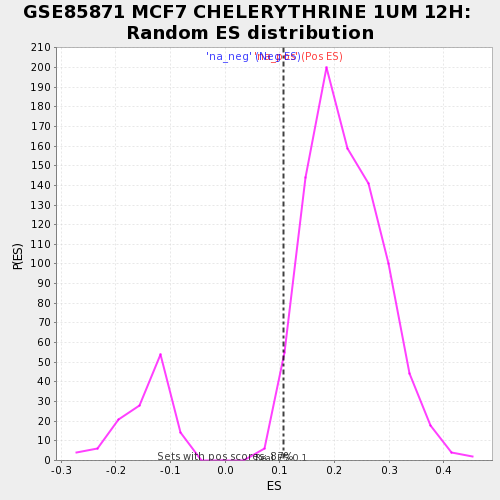 GSE85871 MCF7 CHELERYTHRINE 1UM 12H:
Random ES distribution
210
200
190
180
170
160
150
140
130
120
110
100
90
80
70
60
50
40
30
20
10
0
P(ES)
'na_neg' (Neg ES)
'na_pos' (Pos ES)
Sets with pos scores: 87%
-0.3 -0.2 -0.1 0.0 0.1 0.2 0.3 0.4
ES